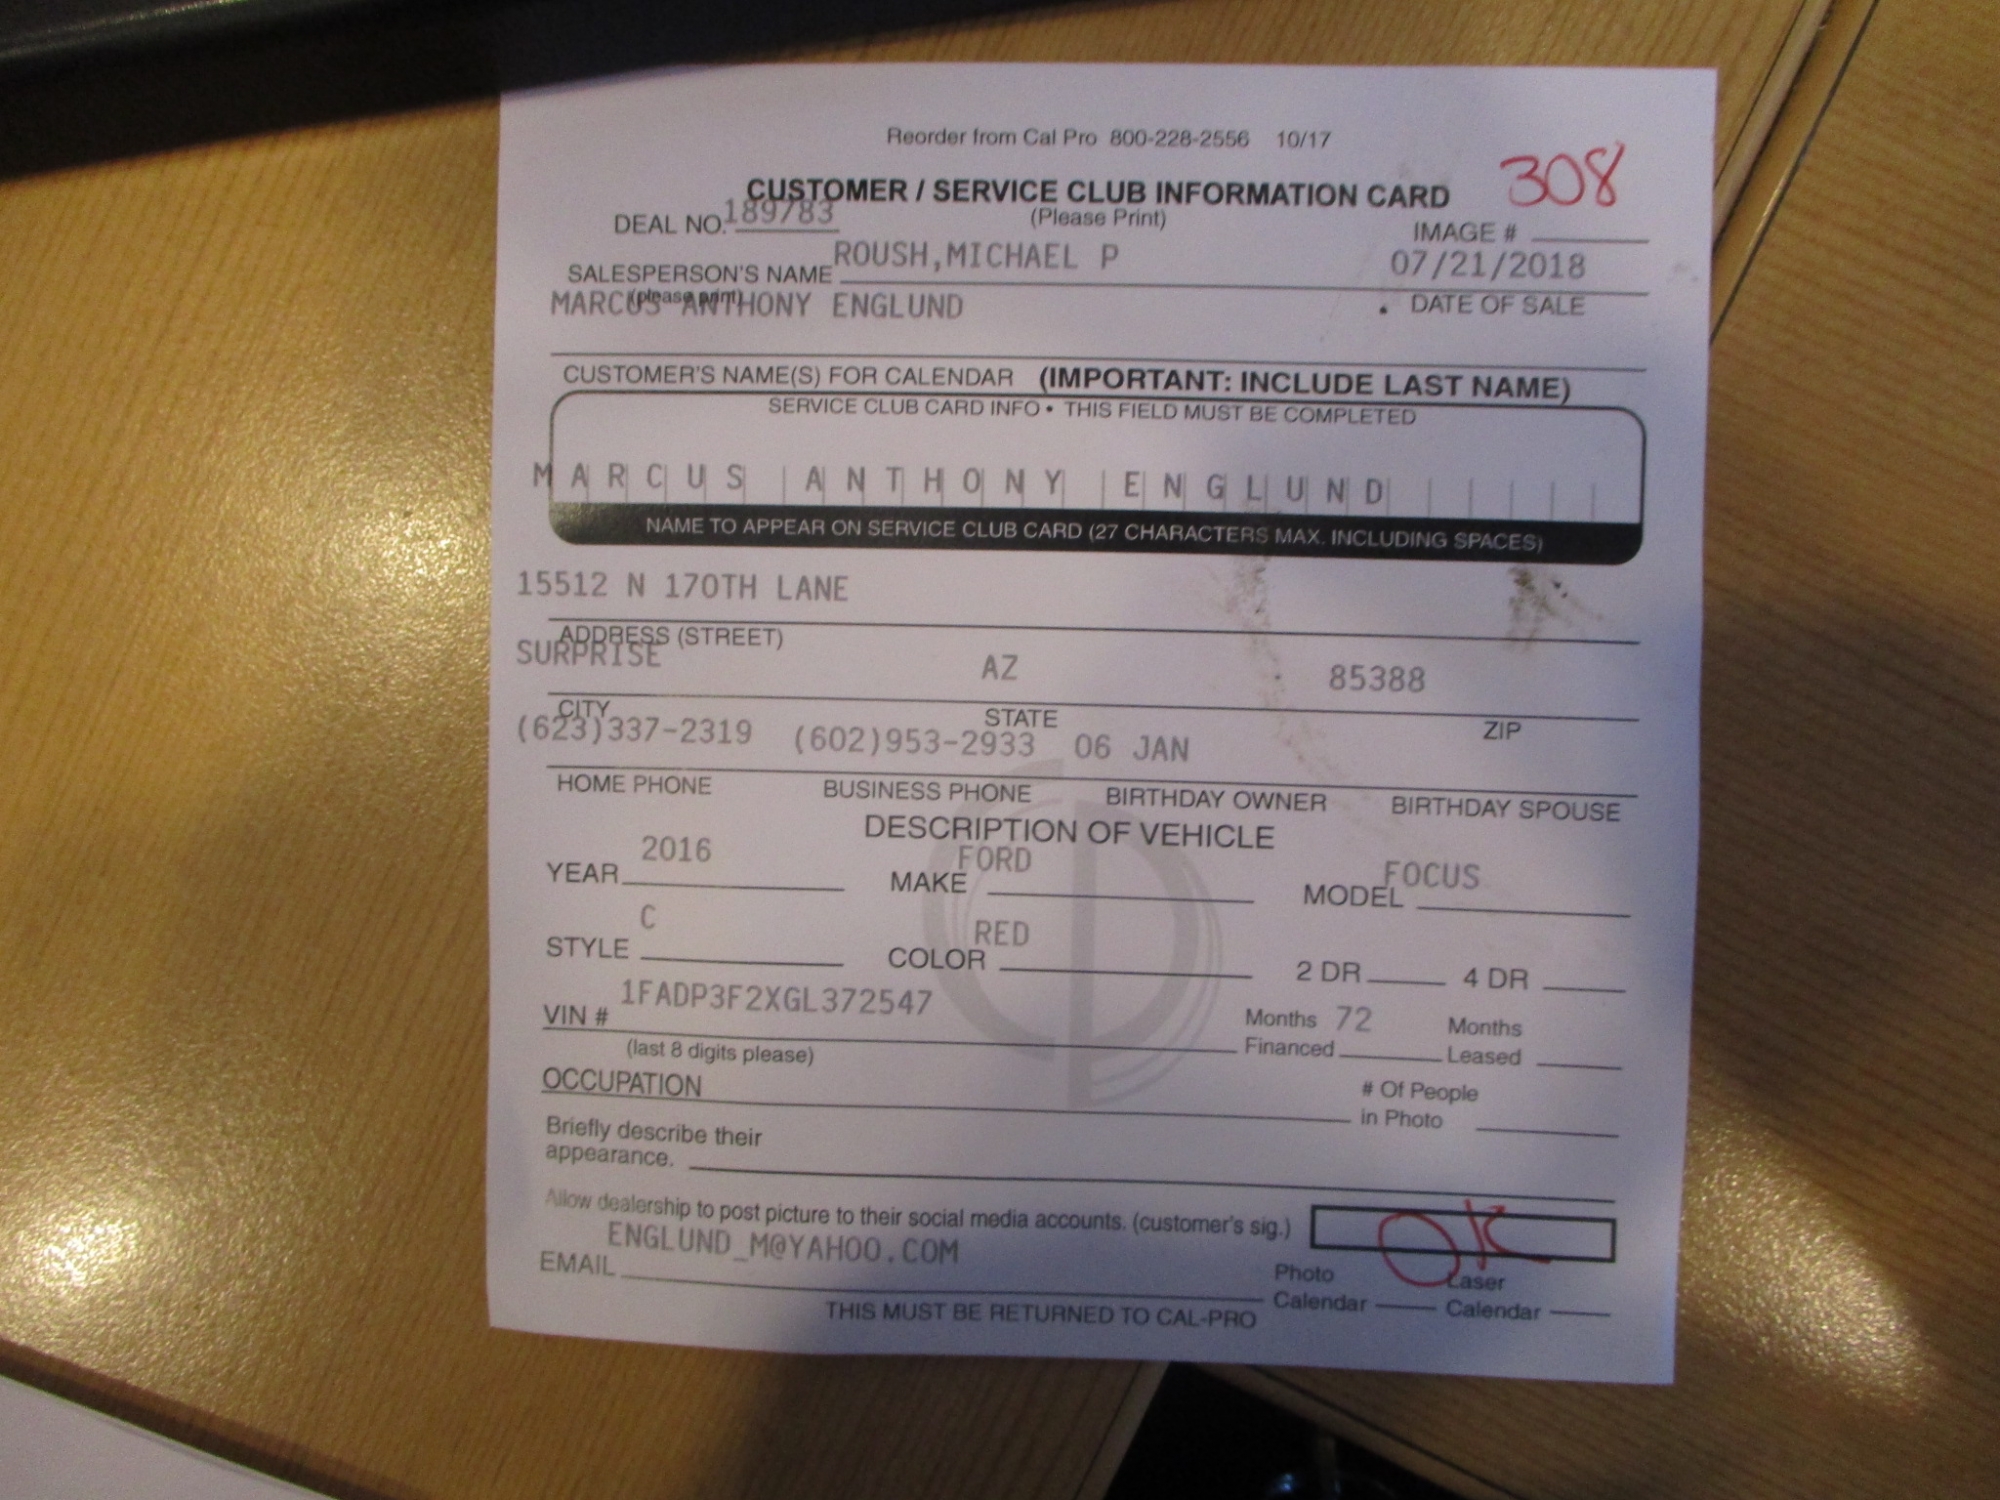 Reorder from Cal Pro 800-228-2556 10/17
308
CUSTOMER / SERVICE CLUB INFORMATION CARD
DEAL NO. 189783 (Please Print) IMAGE #
SALESPERSON'S NAME ROUSH,MICHAEL P 07/21/2018
(please print) DATE OF SALE
MARCUS ANTHONY ENGLUND
CUSTOMER'S NAME(S) FOR CALENDAR (IMPORTANT: INCLUDE LAST NAME)
SERVICE CLUB CARD INFO • THIS FIELD MUST BE COMPLETED
MARCUS ANTHONY ENGLUND
NAME TO APPEAR ON SERVICE CLUB CARD (27 CHARACTERS MAX. INCLUDING SPACES)
15512 N 170TH LANE
ADDRESS (STREET)
SURPRISE AZ 85388
CITY STATE ZIP
(623)337-2319 (602)953-2933 06 JAN
HOME PHONE BUSINESS PHONE BIRTHDAY OWNER BIRTHDAY SPOUSE
DESCRIPTION OF VEHICLE
YEAR 2016 MAKE FORD MODEL FOCUS
STYLE C COLOR RED 2 DR 4 DR
VIN # 1FADP3F2XGL372547 Months Financed 72 Months Leased
(last 8 digits please)
OCCUPATION # Of People in Photo
Briefly describe their
appearance.
Allow dealership to post picture to their social media accounts. (customer's sig.) OK
EMAIL ENGLUND_M@YAHOO.COM
Photo Calendar Laser Calendar
THIS MUST BE RETURNED TO CAL-PRO